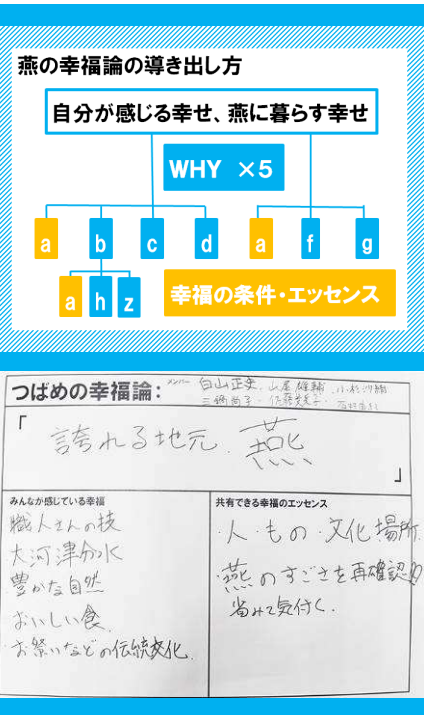 燕の幸福論の導き出し方
自分が感じる幸せ、燕に暮らす幸せ
WHY ×5
a b c d a f g
a h z
幸福の条件・エッセンス
つばめの幸福論：
メンバー 白山正史
「
誇れる地元 燕
」
みんなが感じている幸福
職人さんの技
大河津分水
豊かな自然
おいしい食
・お祭りなどの伝統文化
共有できる幸福のエッセンス
・人・もの・文化・場所
・燕のすごさを再確認
省みて気付く。